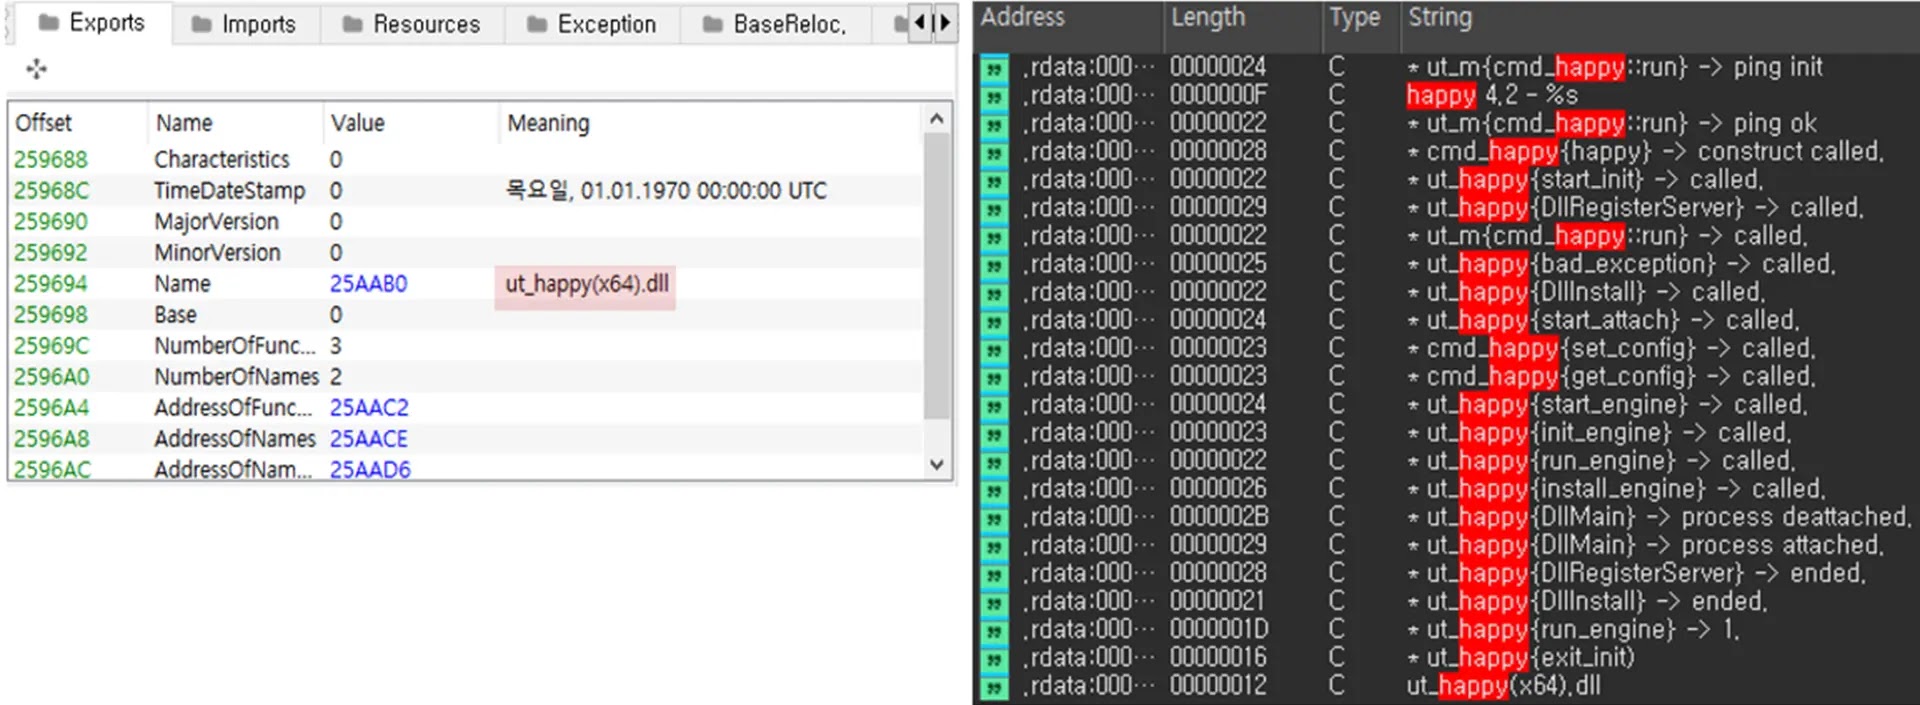 Exports Imports Resources Exception BaseReloc.
Offset Name Value Meaning
259688 Characteristics 0
25968C TimeDateStamp 0 목요일, 01.01.1970 00:00:00 UTC
259690 MajorVersion 0
259692 MinorVersion 0
259694 Name 25AAB0 ut_happy(x64).dll
259698 Base 0
25969C NumberOfFunc... 3
2596A0 NumberOfNames 2
2596A4 AddressOfFunc... 25AAC2
2596A8 AddressOfNames 25AACE
2596AC AddressOfNam... 25AAD6
Address Length Type String
.rdata:000··· 00000024 C * ut_m{cmd_happy::run} -> ping init
.rdata:000··· 0000000F C happy 4.2 - %s
.rdata:000··· 00000022 C * ut_m{cmd_happy::run} -> ping ok
.rdata:000··· 00000028 C * cmd_happy{happy} -> construct called.
.rdata:000··· 00000022 C * ut_happy{start_init} -> called.
.rdata:000··· 00000029 C * ut_happy{DllRegisterServer} -> called.
.rdata:000··· 00000022 C * ut_m{cmd_happy::run} -> called.
.rdata:000··· 00000025 C * ut_happy{bad_exception} -> called.
.rdata:000··· 00000022 C * ut_happy{DllInstall} -> called.
.rdata:000··· 00000024 C * ut_happy{start_attach} -> called.
.rdata:000··· 00000023 C * cmd_happy{set_config} -> called.
.rdata:000··· 00000023 C * cmd_happy{get_config} -> called.
.rdata:000··· 00000024 C * ut_happy{start_engine} -> called.
.rdata:000··· 00000023 C * ut_happy{init_engine} -> called.
.rdata:000··· 00000022 C * ut_happy{run_engine} -> called.
.rdata:000··· 00000026 C * ut_happy{install_engine} -> called.
.rdata:000··· 0000002B C * ut_happy{DllMain} -> process deattached.
.rdata:000··· 00000029 C * ut_happy{DllMain} -> process attached.
.rdata:000··· 00000028 C * ut_happy{DllRegisterServer} -> ended.
.rdata:000··· 00000021 C * ut_happy{DllInstall} -> ended.
.rdata:000··· 0000001D C * ut_happy{run_engine} -> 1.
.rdata:000··· 00000016 C * ut_happy{exit_init)
.rdata:000··· 00000012 C ut_happy(x64).dll